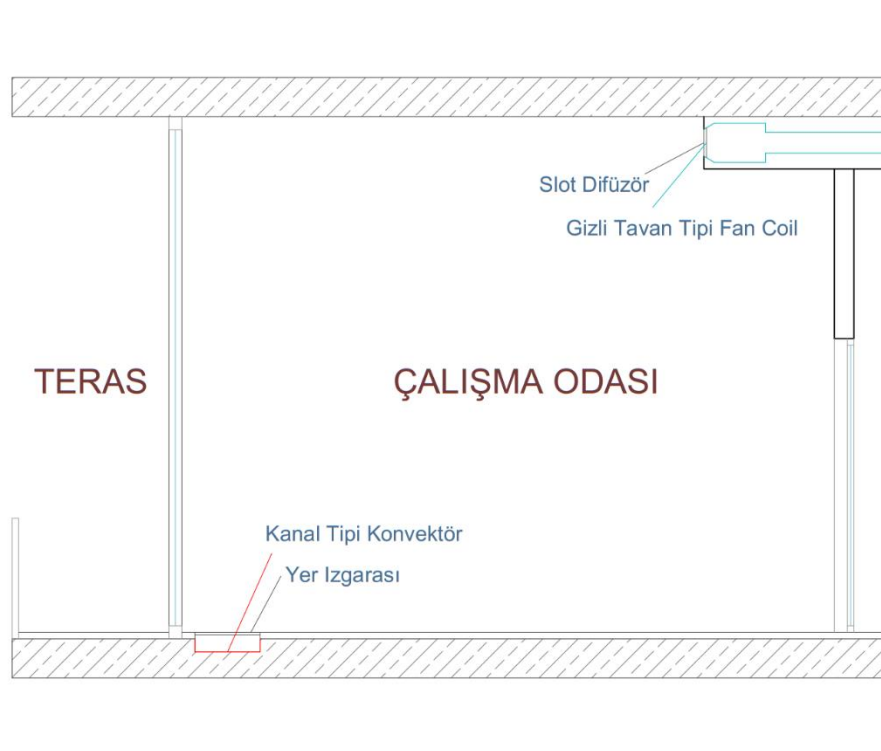 Slot Difüzör
Gizli Tavan Tipi Fan Coil
TERAS
ÇALIŞMA ODASI
Kanal Tipi Konvektör
Yer Izgarası